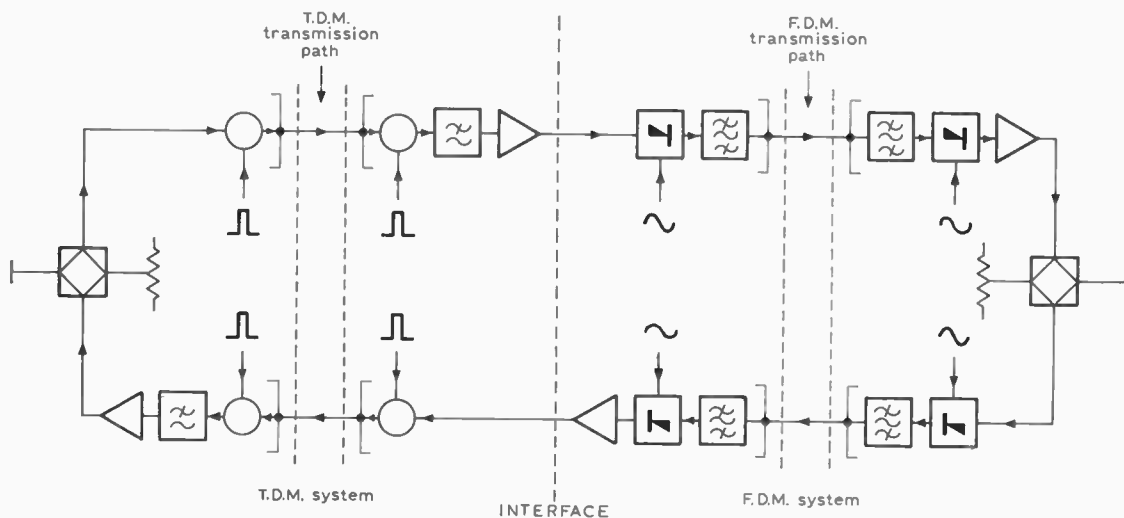 T.D.M.
transmission
path
F.D.M.
transmission
path
T.D.M. system
INTERFACE
F.D.M. system